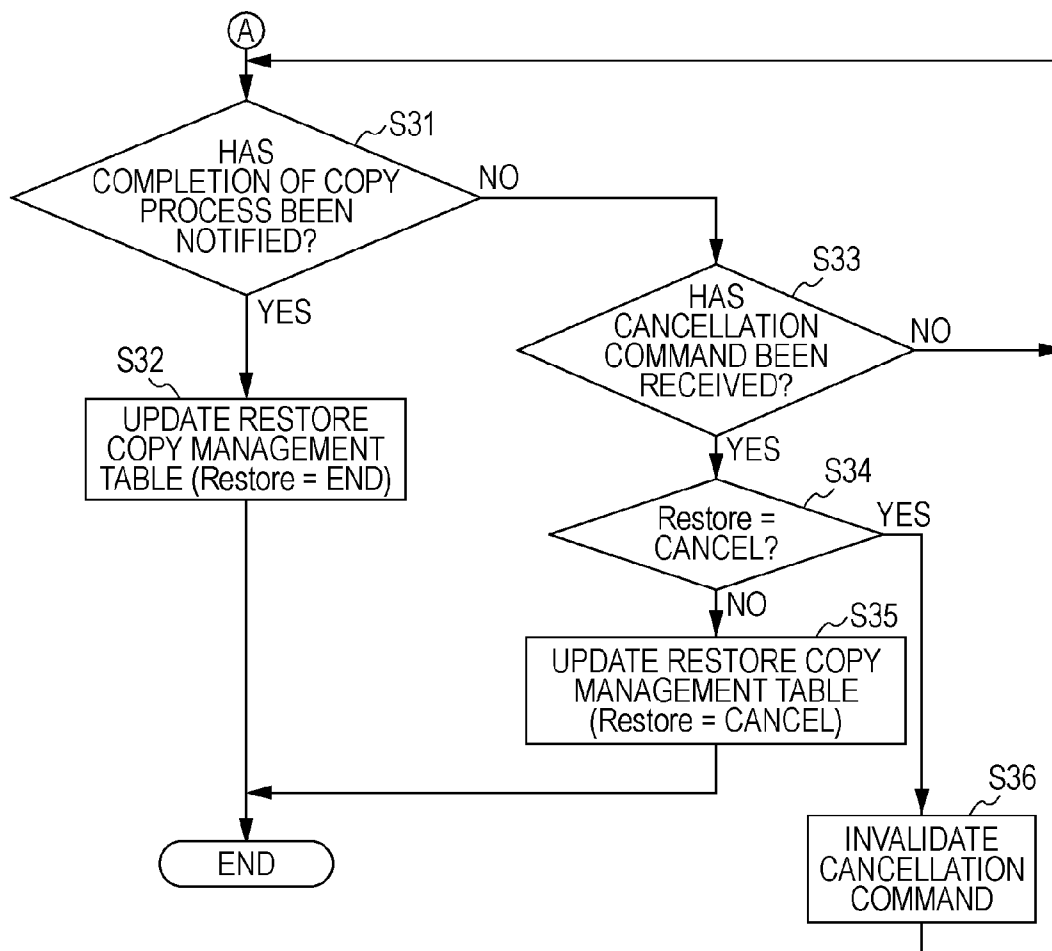 A
S31
HAS
COMPLETION OF COPY
PROCESS BEEN
NOTIFIED?
NO
YES
S33
HAS
CANCELLATION
COMMAND BEEN
RECEIVED?
NO
YES
S32
UPDATE RESTORE
COPY MANAGEMENT
TABLE (Restore = END)
S34
Restore =
CANCEL?
YES
NO
S35
UPDATE RESTORE COPY
MANAGEMENT TABLE
(Restore = CANCEL)
S36
INVALIDATE
CANCELLATION
COMMAND
END